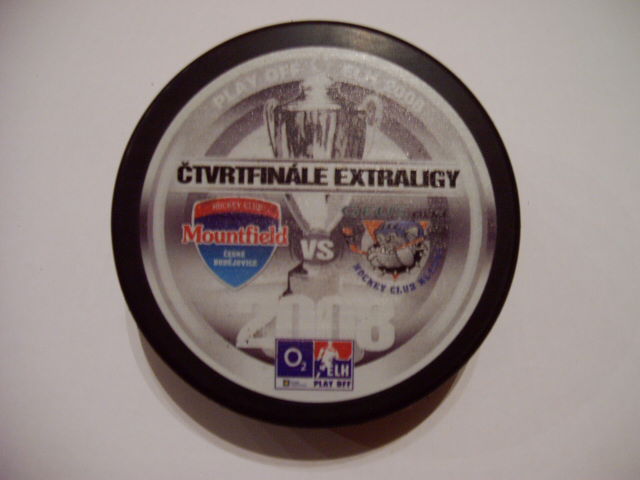 PLAY OFF ELH 2008
ČTVRTFINÁLE EXTRALIGY
HOCKEY CLUB
Mountfield
ČESKÉ
BUDĚJOVICE
VS
HOCKEY CLUB
2008
O2
ELH
PLAY OFF